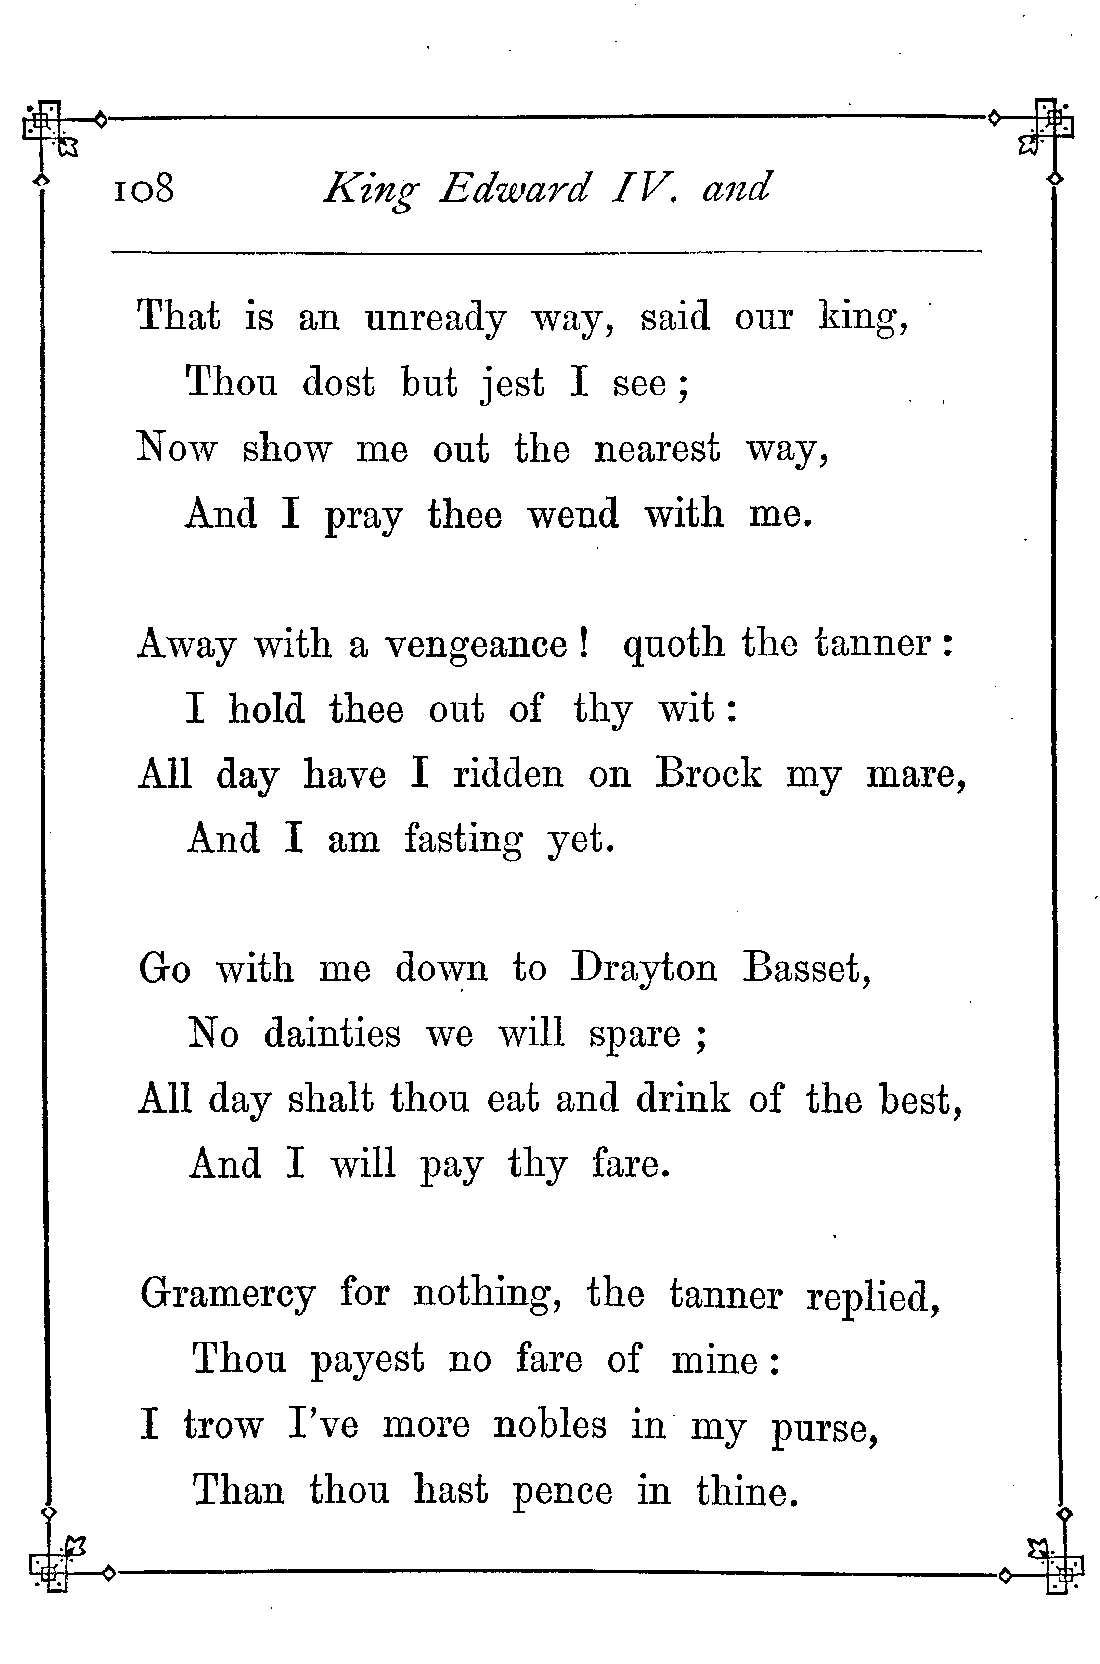 108 King Edward IV. and
That is an unready way, said our king,
Thou dost but jest I see ;
Now show me out the nearest way,
And I pray thee wend with me.
Away with a vengeance ! quoth the tanner :
I hold thee out of thy wit :
All day have I ridden on Brock my mare,
And I am fasting yet.
Go with me down to Drayton Basset,
No dainties we will spare ;
All day shalt thou eat and drink of the best,
And I will pay thy fare.
Gramercy for nothing, the tanner replied,
Thou payest no fare of mine :
I trow I've more nobles in my purse,
Than thou hast pence in thine.